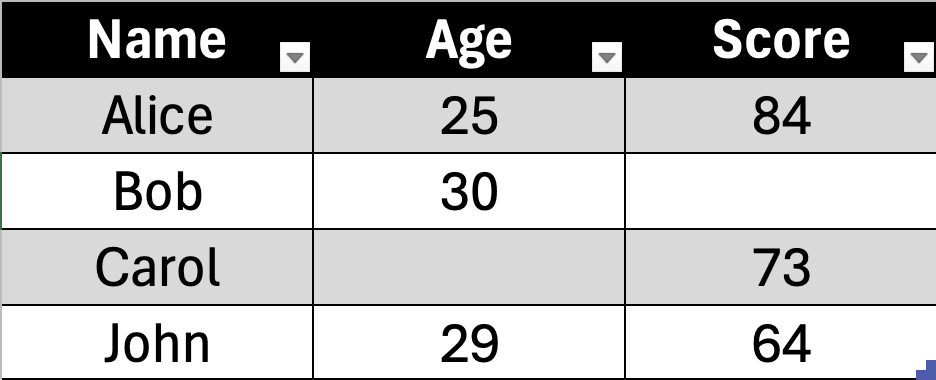 Name Age Score
Alice 25 84
Bob 30
Carol 73
John 29 64